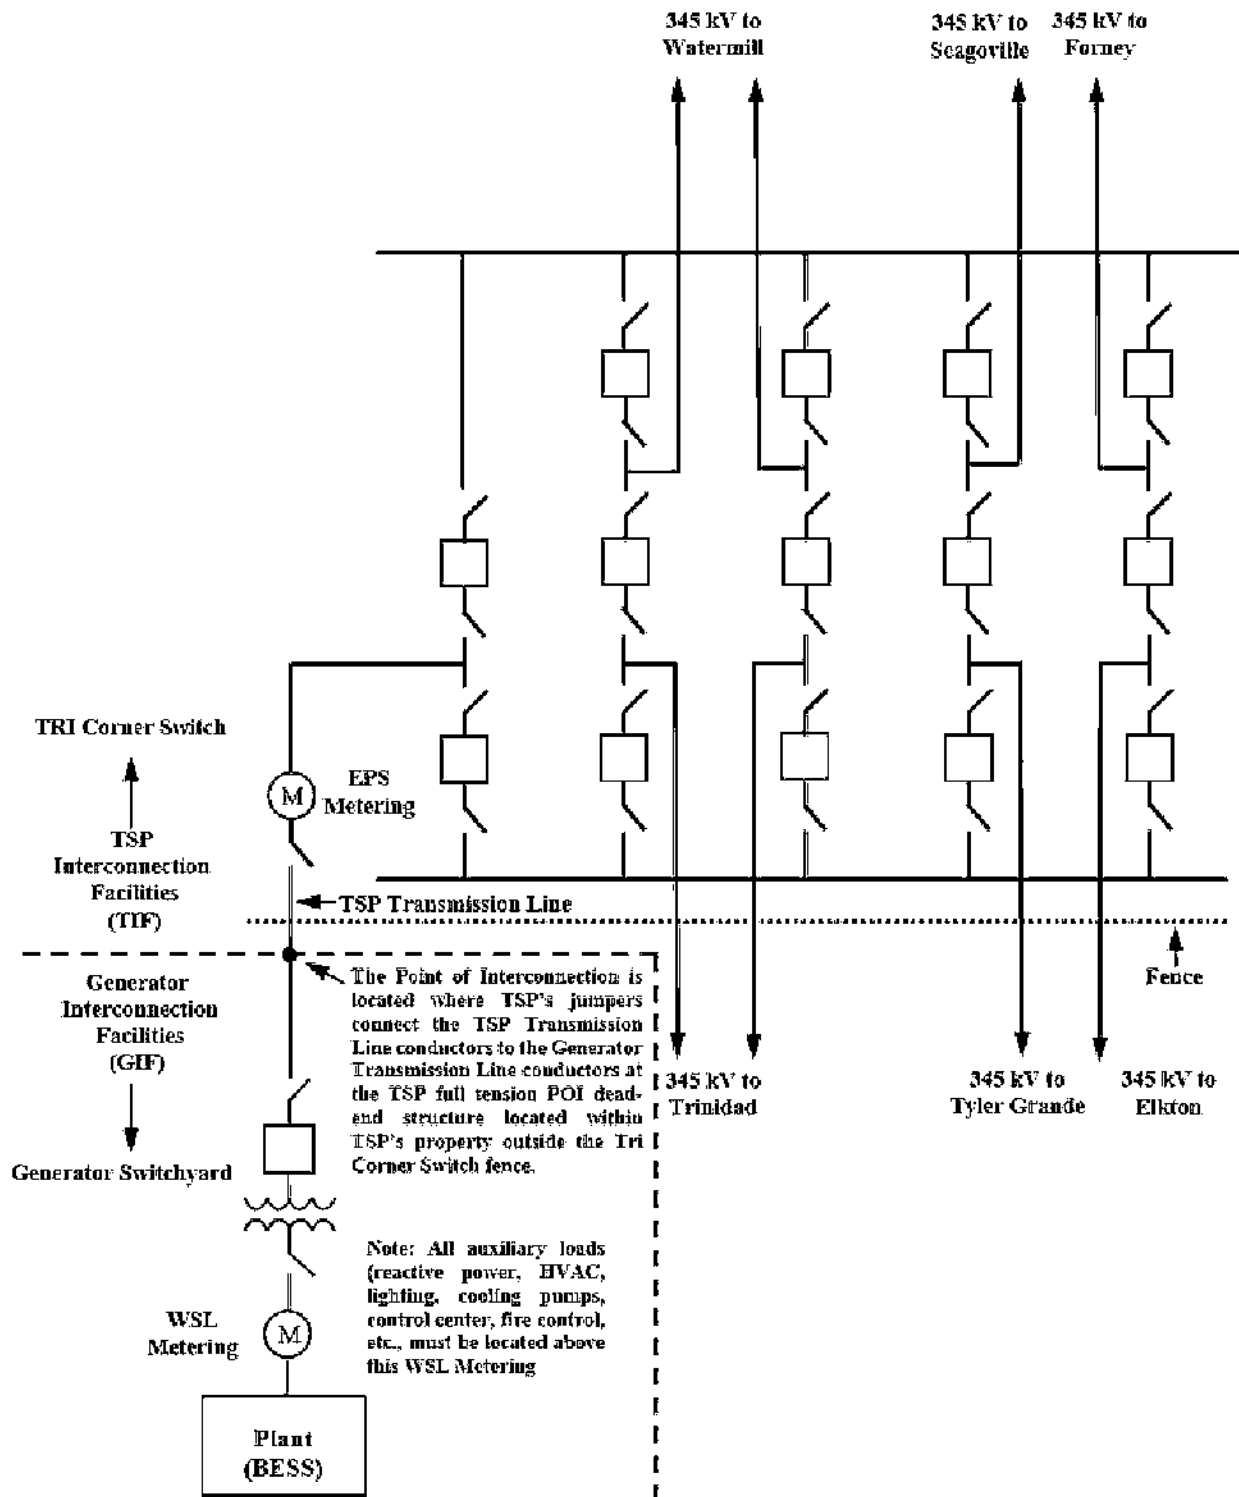 345 kV to
Watermill
345 kV to
Seagoville
345 kV to
Forney
TRI Corner Switch
EPS
Metering
M
TSP
Interconnection
Facilities
(TIF)
TSP Transmission Line
Fence
Generator
Interconnection
Facilities
(GIF)
Generator Switchyard
The Point of Interconnection is
located where TSP's jumpers
connect the TSP Transmission
Line conductors to the Generator
Transmission Line conductors at
the TSP full tension POI dead-
end structure located within
TSP's property outside the Tri
Corner Switch fence.
345 kV to
Trinidad
345 kV to
Tyler Grande
345 kV to
Elkton
Note: All auxiliary loads
(reactive power, HVAC,
lighting, cooling pumps,
control center, fire control,
etc., must be located above
this WSL Metering
WSL
Metering
M
Plant
(BESS)